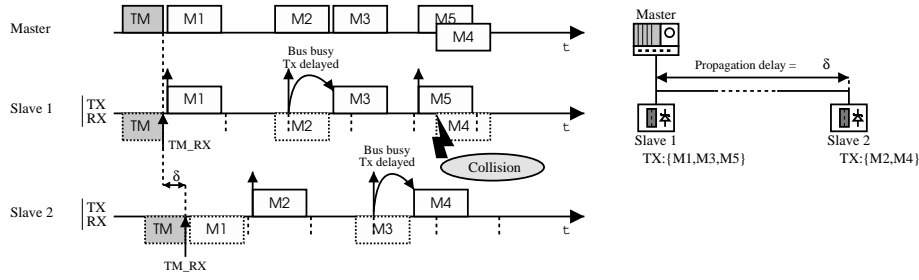 Master
TM M1 M2 M3 M5
M4
t
Bus busy
Tx delayed
Slave 1
TX
RX
M1 M3 M5
TM M2 M4
t
TM_RX
Collision
Bus busy
Tx delayed
δ
Slave 2
TX
RX
M2 M4
TM M1 M3
t
TM_RX
Master
Propagation delay = δ
Slave 1 Slave 2
TX:{M1,M3,M5} TX:{M2,M4}